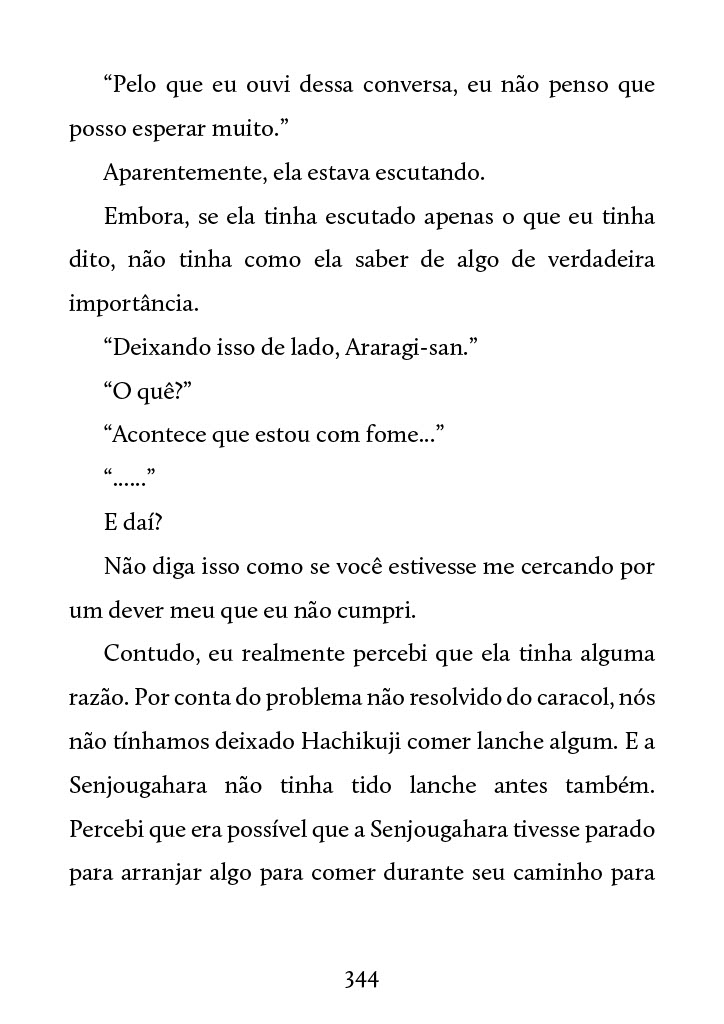 “Pelo que eu ouvi dessa conversa, eu não penso que
posso esperar muito.”
Aparentemente, ela estava escutando.
Embora, se ela tinha escutado apenas o que eu tinha
dito, não tinha como ela saber de algo de verdadeira
importância.
“Deixando isso de lado, Araragi-san.”
“O quê?”
“Acontece que estou com fome...”
“......”
E daí?
Não diga isso como se você estivesse me cercando por
um dever meu que eu não cumpri.
Contudo, eu realmente percebi que ela tinha alguma
razão. Por conta do problema não resolvido do caracol, nós
não tínhamos deixado Hachikuji comer lanche algum. E a
Senjougahara não tinha tido lanche antes também.
Percebi que era possível que a Senjougahara tivesse parado
para arranjar algo para comer durante seu caminho para
344